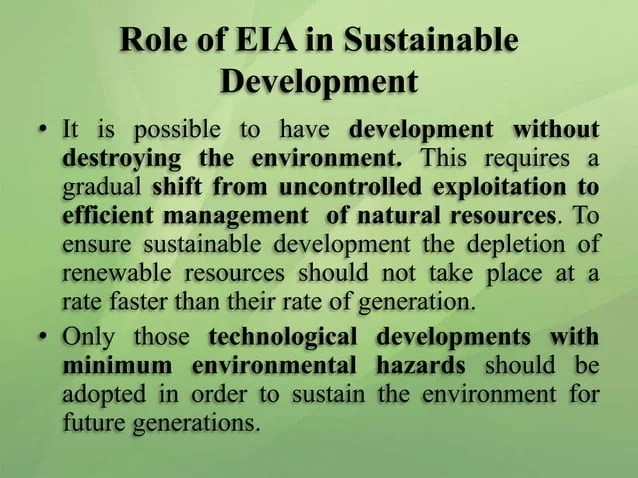 Role of EIA in Sustainable
Development
• It is possible to have development without
destroying the environment. This requires a
gradual shift from uncontrolled exploitation to
efficient management of natural resources. To
ensure sustainable development the depletion of
renewable resources should not take place at a
rate faster than their rate of generation.
• Only those technological developments with
minimum environmental hazards should be
adopted in order to sustain the environment for
future generations.